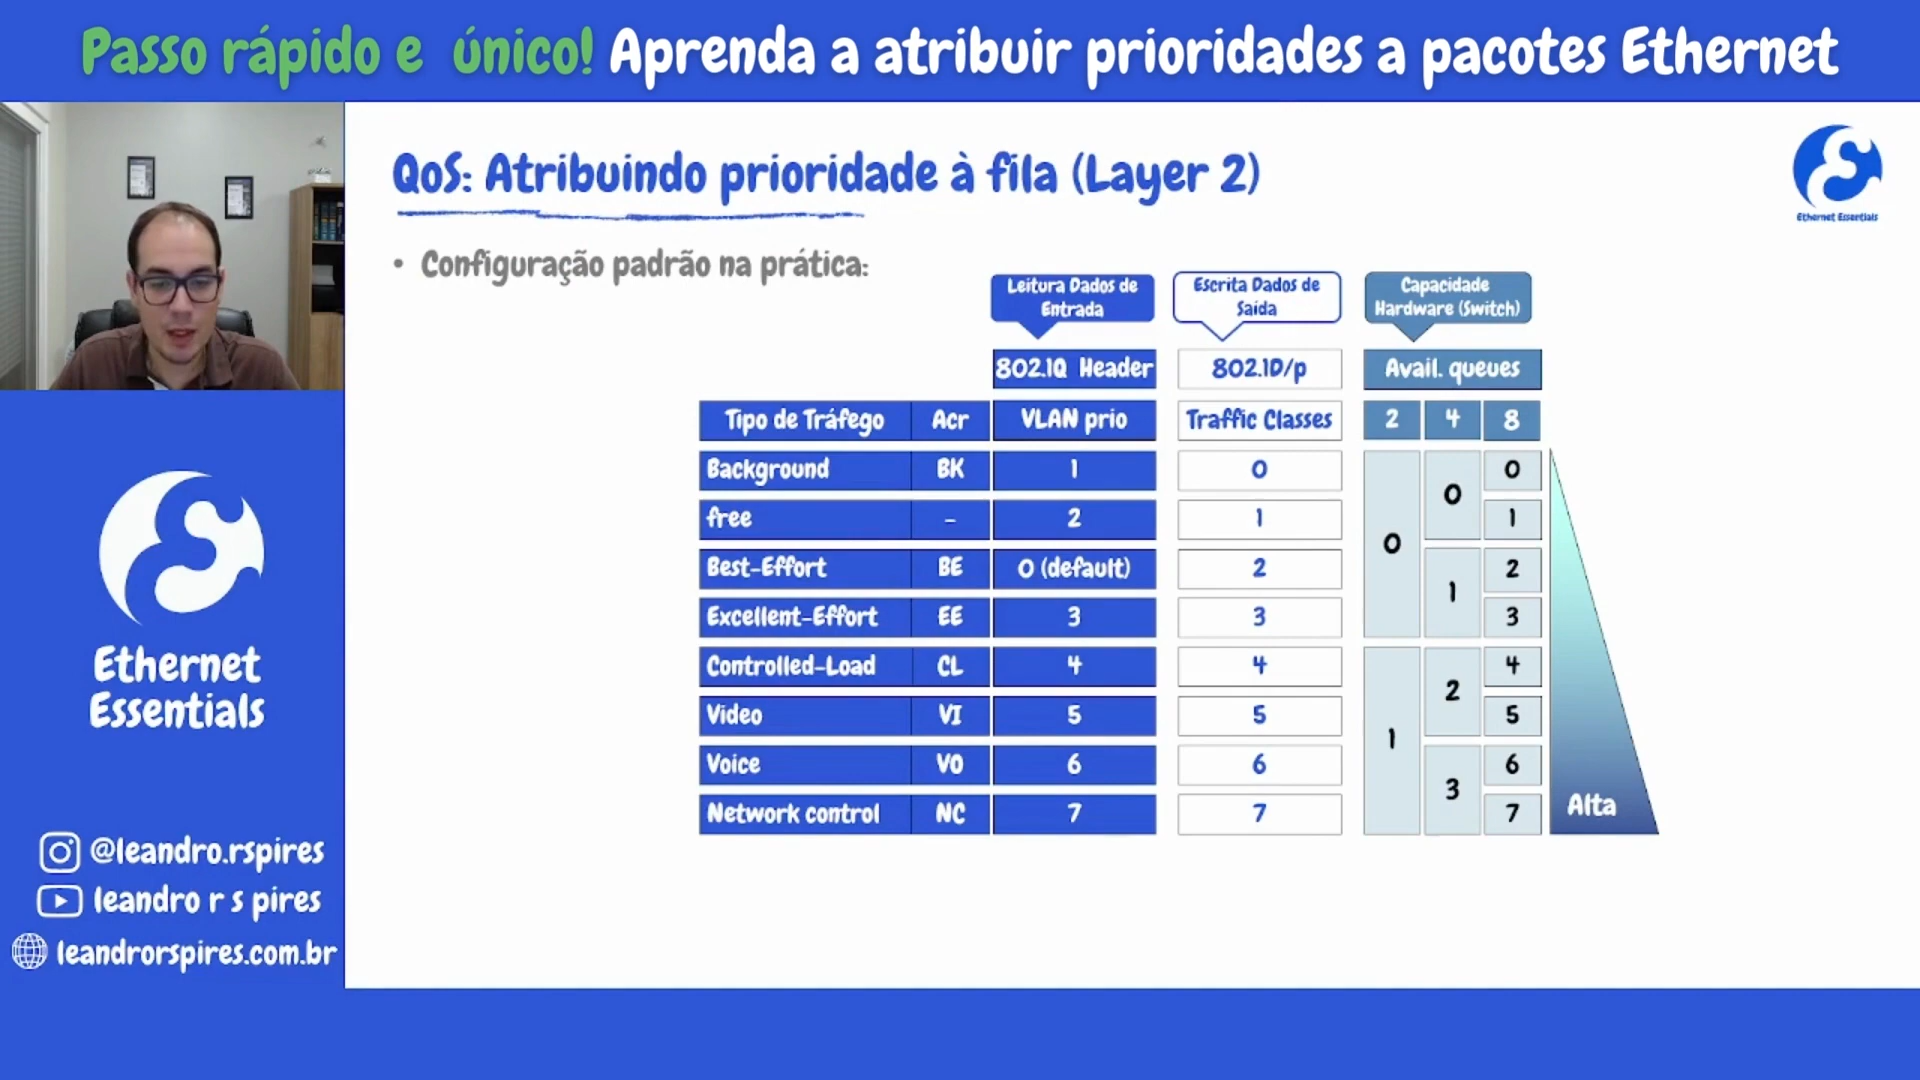 Passo rápido e único! Aprenda a atribuir prioridades a pacotes Ethernet
QoS: Atribuindo prioridade à fila (Layer 2)
Ethernet Essentials
• Configuração padrão na prática:
Leitura Dados de
Entrada
Escrita Dados de
Saída
Capacidade
Hardware (Switch)
802.1Q Header
802.1D/p
Avail. queues
Tipo de Tráfego Acr VLAN prio Traffic Classes 2 4 8
Background BK 1 0 0
0
free - 2 1 1
0
Best-Effort BE 0 (default) 2 2
1
Excellent-Effort EE 3 3 3
Controlled-Load CL 4 4 4
2
Video VI 5 5 5
1
Voice VO 6 6 6
3
Network control NC 7 7 7
Alta
Ethernet
Essentials
@leandro.rspires
leandro r s pires
leandrorspires.com.br